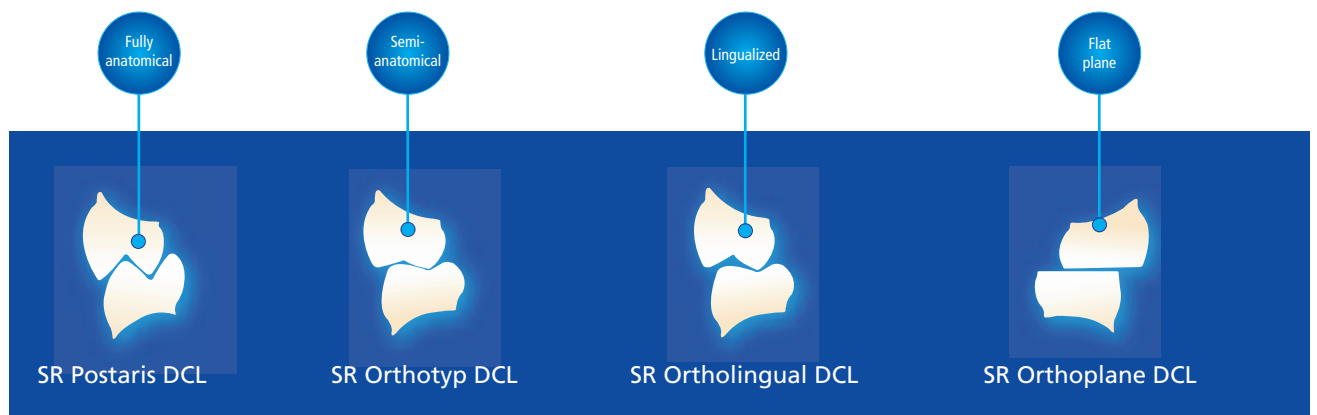 Fully
anatomical
Semi-
anatomical
Lingualized
Flat
plane
SR Postaris DCL
SR Orthotyp DCL
SR Ortholingual DCL
SR Orthoplane DCL